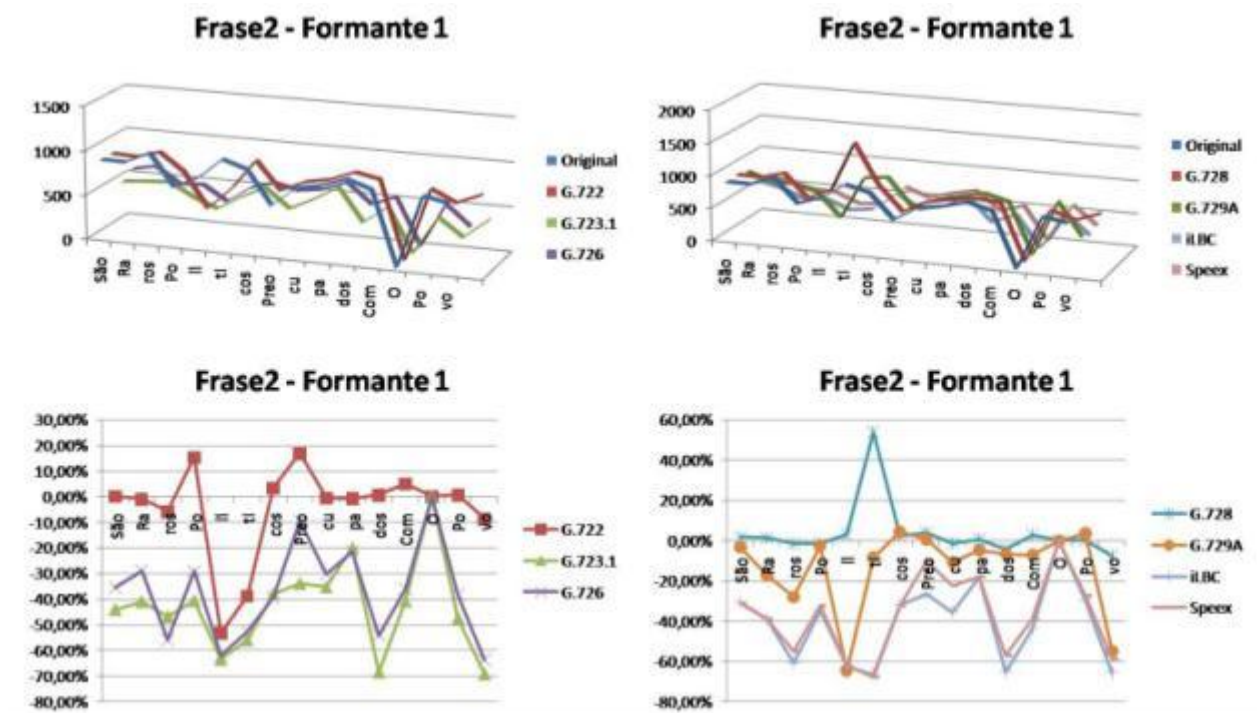 Frase2 - Formante 1
1500
1000
500
0
São
Ra
ros
Po
li
ti
cos
Preo
cu
pa
dos
Com
O
Po
vo
Original
G.722
G.723.1
G.726
Frase2 - Formante 1
2000
1500
1000
500
0
São
Ra
ros
Po
li
ti
cos
Preo
cu
pa
dos
Com
O
Po
vo
Original
G.728
G.729A
iLBC
Speex
Frase2 - Formante 1
30,00%
20,00%
10,00%
0,00%
-10,00%
-20,00%
-30,00%
-40,00%
-50,00%
-60,00%
-70,00%
-80,00%
São
Ra
ros
Po
li
ti
cos
Preo
cu
pa
dos
Com
O
Po
vo
G.722
G.723.1
G.726
Frase2 - Formante 1
60,00%
40,00%
20,00%
0,00%
-20,00%
-40,00%
-60,00%
-80,00%
São
Ra
ros
Po
li
ti
cos
Preo
cu
pa
dos
Com
O
Po
vo
G.728
G.729A
iLBC
Speex